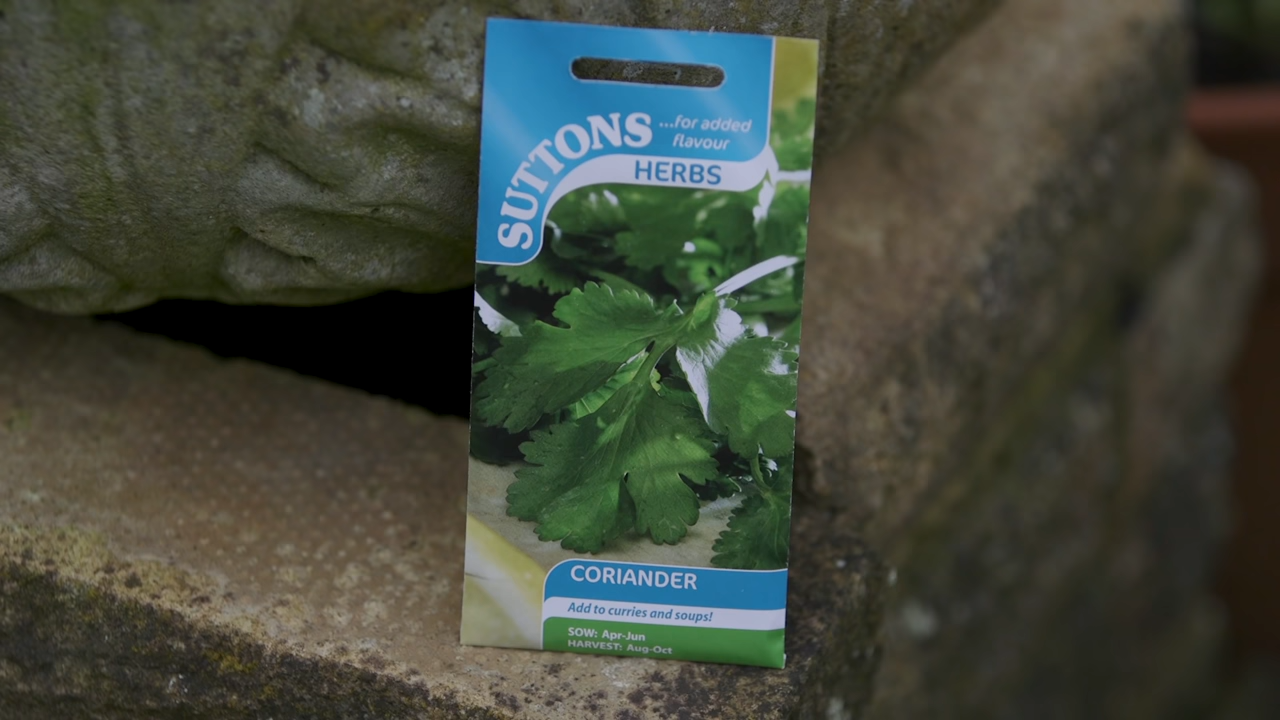 SUTTONS
...for added
flavour
HERBS
CORIANDER
Add to curries and soups!
SOW: Apr-Jun
HARVEST: Aug-Oct